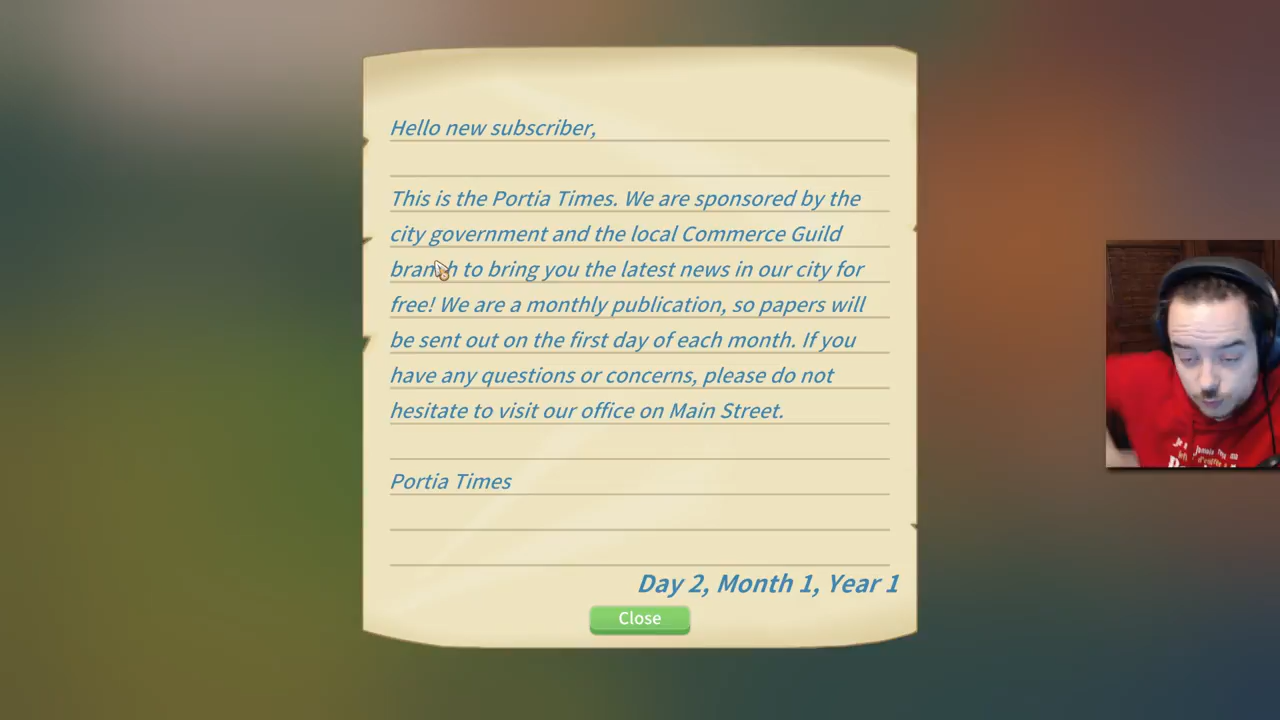 Hello new subscriber,
This is the Portia Times. We are sponsored by the
city government and the local Commerce Guild
branch to bring you the latest news in our city for
free! We are a monthly publication, so papers will
be sent out on the first day of each month. If you
have any questions or concerns, please do not
hesitate to visit our office on Main Street.
Portia Times
Day 2, Month 1, Year 1
Close